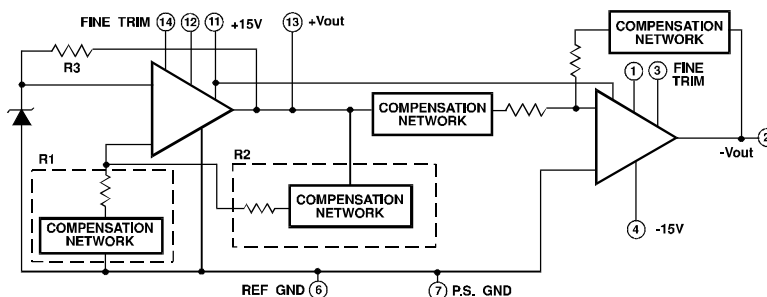 FINE TRIM 14 12 11 +15V 13 +Vout
COMPENSATION
NETWORK
R3
1 3 FINE
TRIM
COMPENSATION
NETWORK
R1
R2
-Vout 2
COMPENSATION
NETWORK
COMPENSATION
NETWORK
4 -15V
REF GND 6
7 P.S. GND